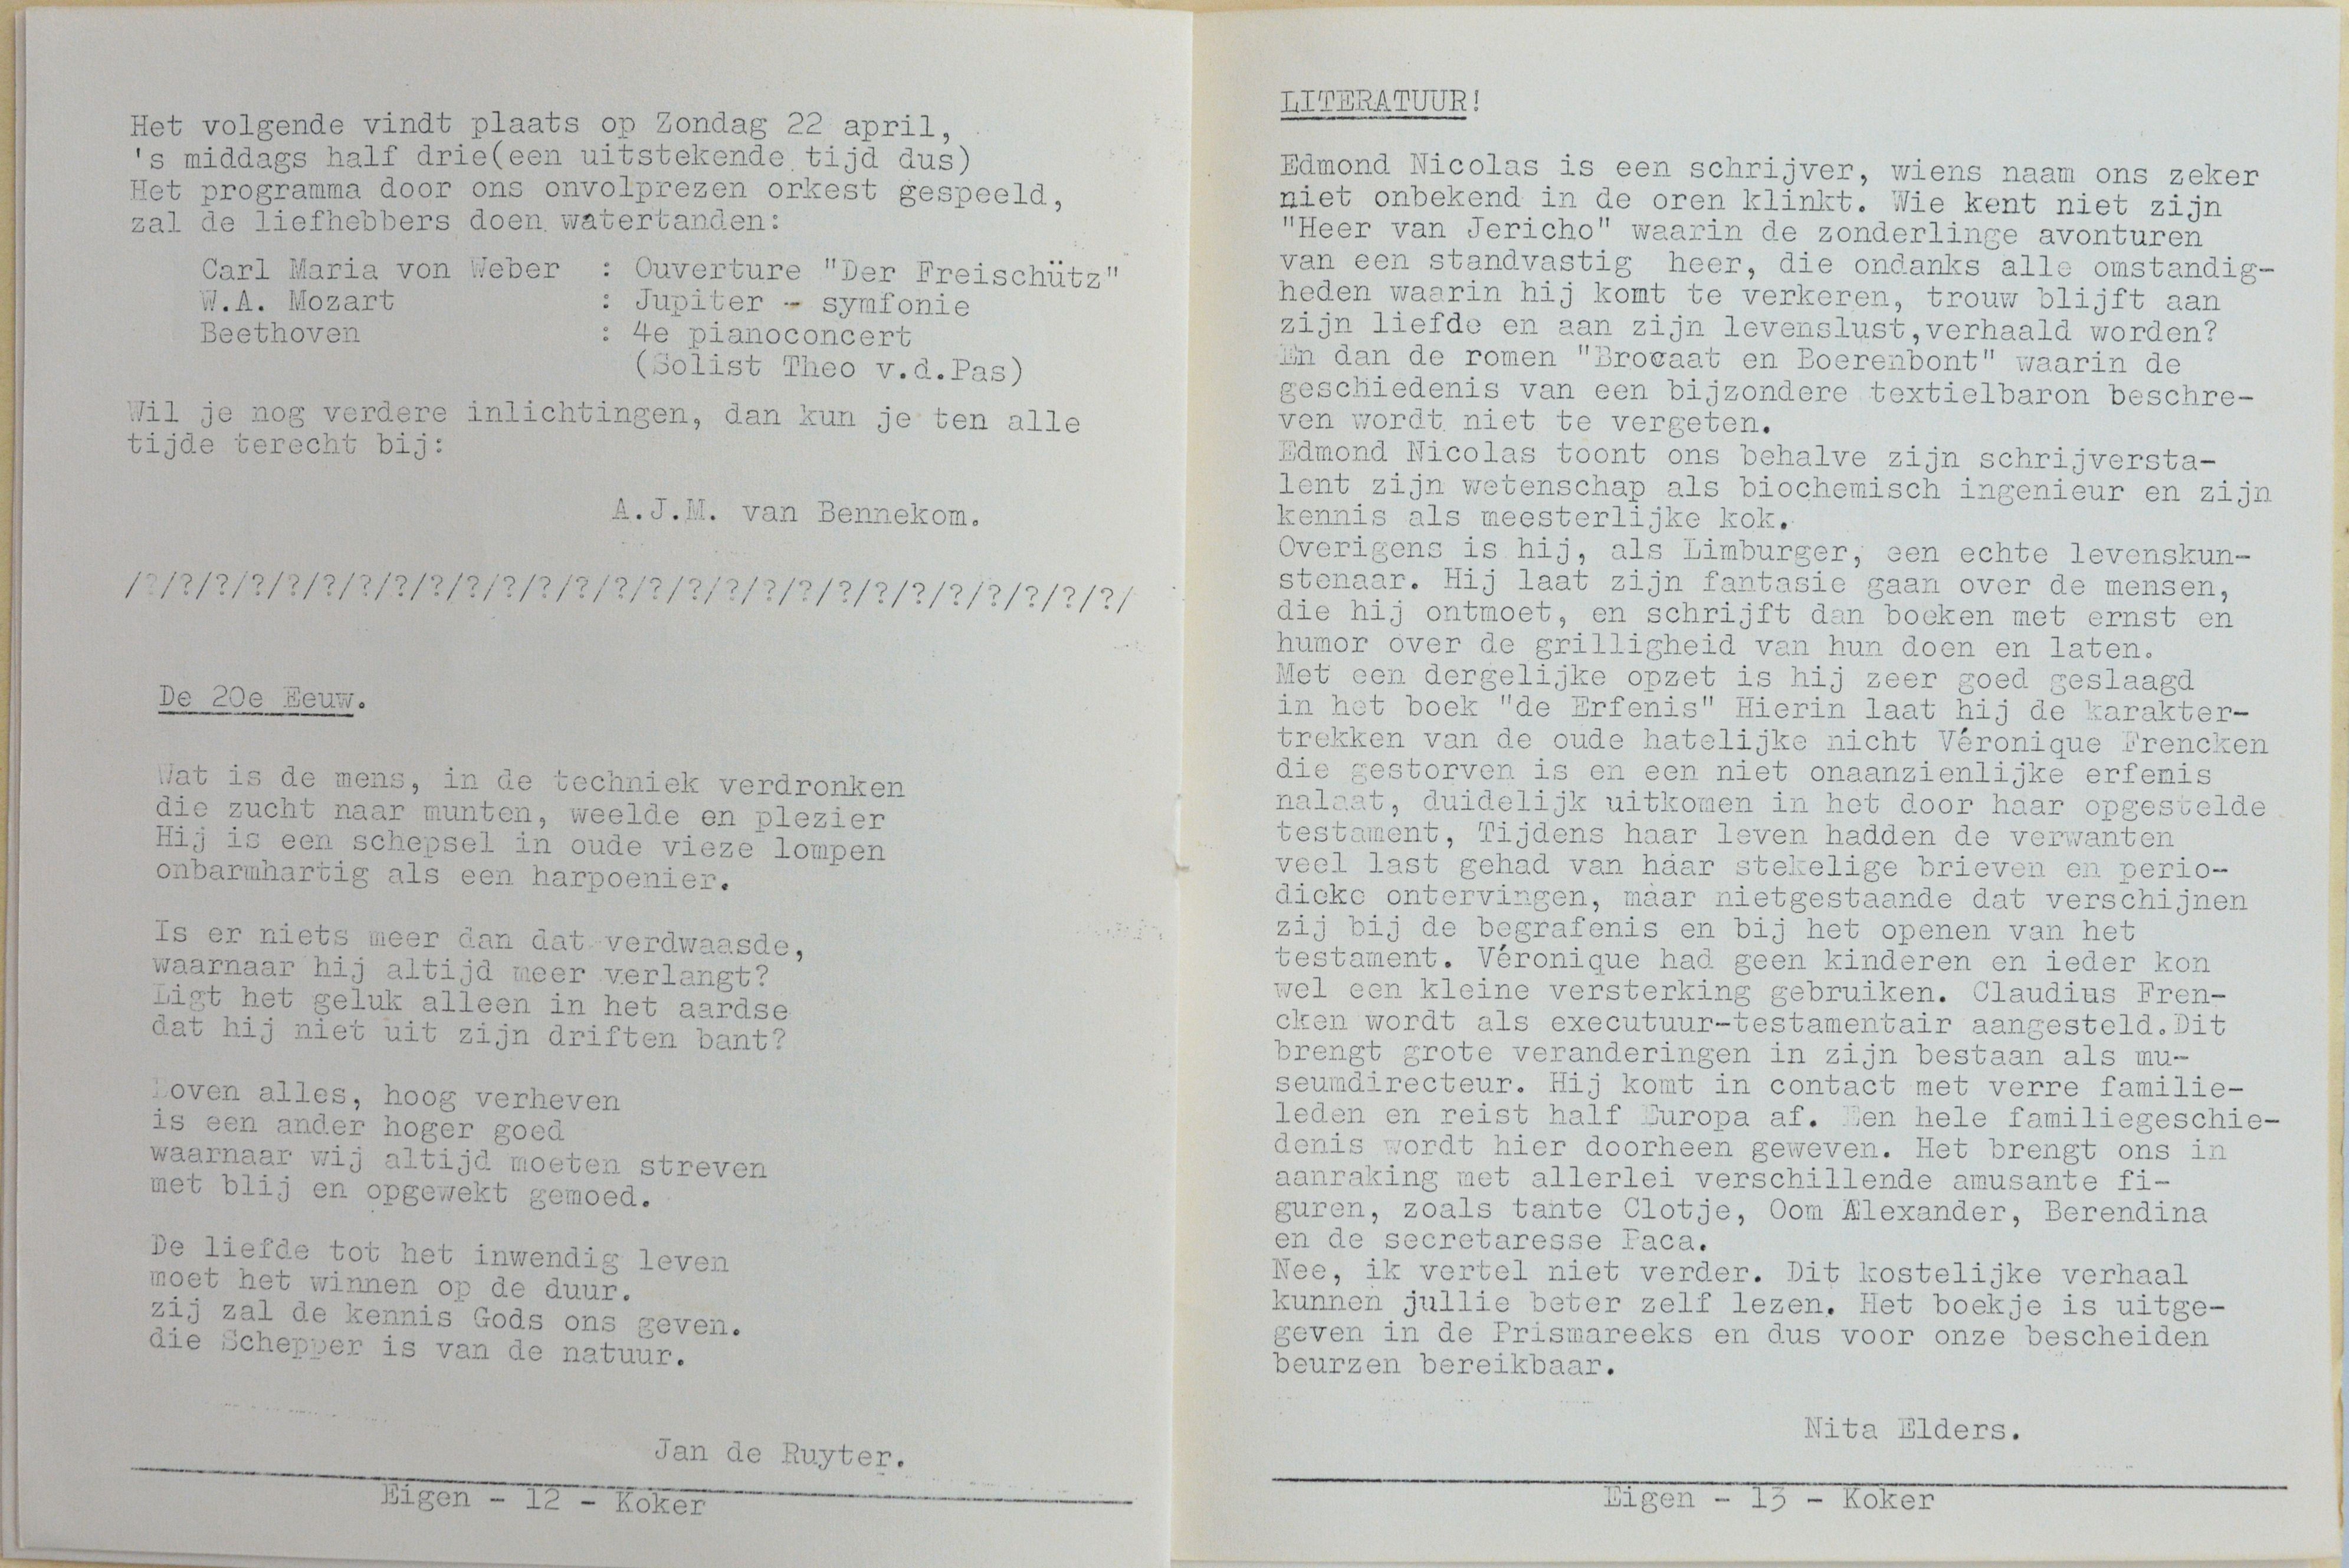 Het volgende vindt plaats op Zondag 22 april,
's middags half drie(een uitstekende tijd dus)
Het programma door ons onvolprezen orkest gespeeld,
zal de liefhebbers doen watertanden:
Carl Maria von Weber : Ouverture "Der Freischütz"
W.A. Mozart : Jupiter - symfonie
Beethoven : 4e pianoconcert
(Solist Theo v.d.Pas)
Wil je nog verdere inlichtingen, dan kun je ten alle
tijde terecht bij:
A.J.M. van Bennekom.
/?/?/?/?/?/?/?/?/?/?/?/?/?/?/?/?/?/?/?/?/?/?/?/?/?/?/?/
De 20e Eeuw.
Wat is de mens, in de techniek verdronken
die zucht naar munten, weelde en plezier
Hij is een schepsel in oude vieze lompen
onbarmhartig als een harpoenier.
Is er niets meer dan dat verdwaasde,
waarnaar hij altijd meer verlangt?
Ligt het geluk alleen in het aardse
dat hij niet uit zijn driften bant?
Boven alles, hoog verheven
is een ander hoger goed
waarnaar wij altijd moeten streven
met blij en opgewekt gemoed.
De liefde tot het inwendig leven
moet het winnen op de duur.
zij zal de kennis Gods ons geven.
die Schepper is van de natuur.
Jan de Ruyter.
Eigen - 12 - Koker
LITERATUUR!
Edmond Nicolas is een schrijver, wiens naam ons zeker
niet onbekend in de oren klinkt. Wie kent niet zijn
"Heer van Jericho" waarin de zonderlinge avonturen
van een standvastig heer, die ondanks alle omstandig-
heden waarin hij komt te verkeren, trouw blijft aan
zijn liefde en aan zijn levenslust,verhaald worden?
En dan de romen "Brocaat en Boerenbont" waarin de
geschiedenis van een bijzondere textielbaron beschre-
ven wordt niet te vergeten.
Edmond Nicolas toont ons behalve zijn schrijversta-
lent zijn wetenschap als biochemisch ingenieur en zijn
kennis als meesterlijke kok.
Overigens is hij, als Limburger, een echte levenskun-
stenaar. Hij laat zijn fantasie gaan over de mensen,
die hij ontmoet, en schrijft dan boeken met ernst en
humor over de grilligheid van hun doen en laten.
Met een dergelijke opzet is hij zeer goed geslaagd
in het boek "de Erfenis" Hierin laat hij de karakter-
trekken van de oude hatelijke nicht Véronique Frencken
die gestorven is en een niet onaanzienlijke erfenis
nalaat, duidelijk uitkomen in het door haar opgestelde
testament, Tijdens haar leven hadden de verwanten
veel last gehad van háar stekelige brieven en perio-
dieke ontervingen, màar nietgestaande dat verschijnen
zij bij de begrafenis en bij het openen van het
testament. Véronique had geen kinderen en ieder kon
wel een kleine versterking gebruiken. Claudius Fren-
cken wordt als executuur-testamentair aangesteld.Dit
brengt grote veranderingen in zijn bestaan als mu-
seumdirecteur. Hij komt in contact met verre familie-
leden en reist half Europa af. Een hele familiegeschie-
denis wordt hier doorheen geweven. Het brengt ons in
aanraking met allerlei verschillende amusante fi-
guren, zoals tante Clotje, Oom Alexander, Berendina
en de secretaresse Paca.
Nee, ik vertel niet verder. Dit kostelijke verhaal
kunnen jullie beter zelf lezen. Het boekje is uitge-
geven in de Prismareeks en dus voor onze bescheiden
beurzen bereikbaar.
Nita Elders.
Eigen - 13 - Koker